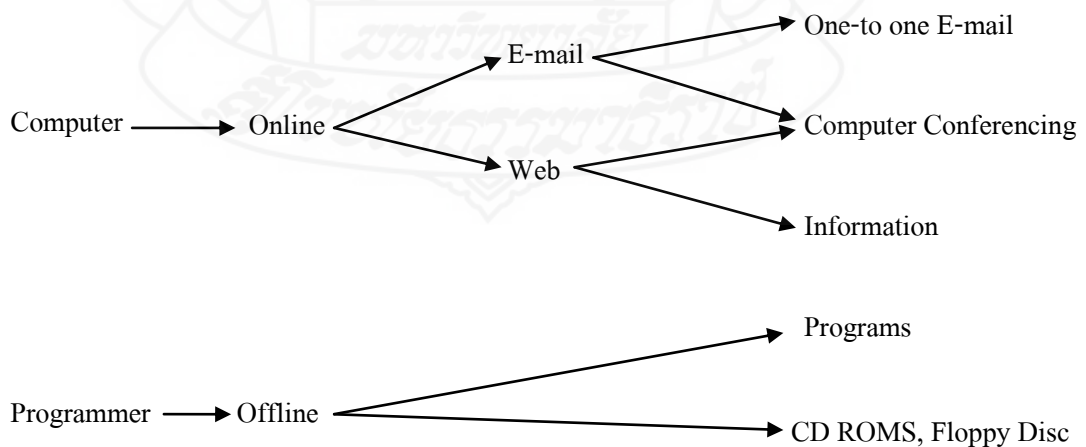 One-to one E-mail
E-mail
Computer
Online
Computer Conferencing
Web
Information
Programs
Programmer
Offline
CD ROMS, Floppy Disc